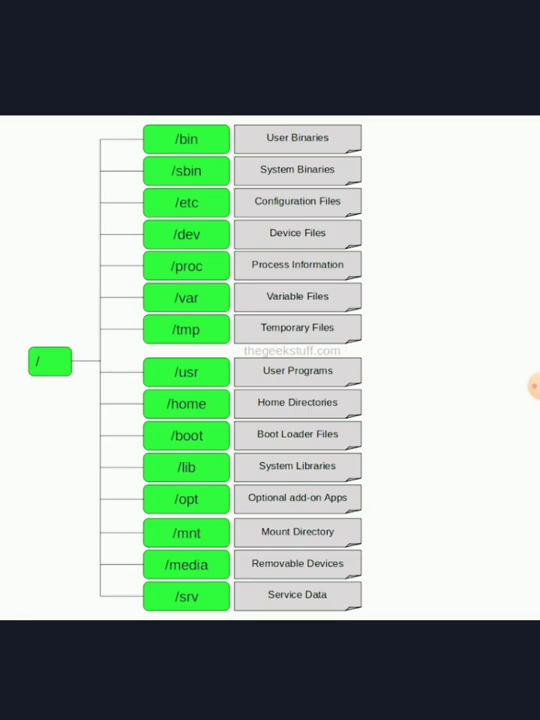 /bin User Binaries
/sbin System Binaries
/etc Configuration Files
/dev Device Files
/proc Process Information
/var Variable Files
/tmp Temporary Files
thegeekstuff.com
/
/usr User Programs
/home Home Directories
/boot Boot Loader Files
/lib System Libraries
/opt Optional add-on Apps
/mnt Mount Directory
/media Removable Devices
/srv Service Data